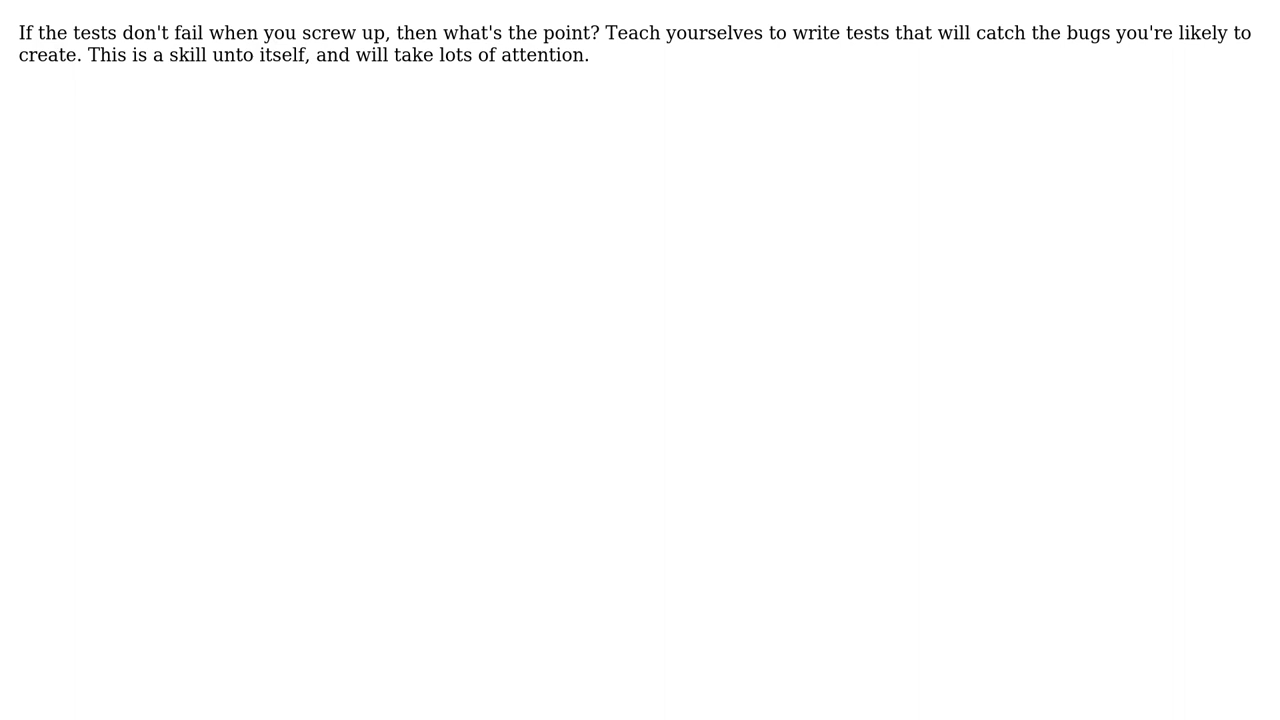 If the tests don't fail when you screw up, then what's the point? Teach yourselves to write tests that will catch the bugs you're likely to
create. This is a skill unto itself, and will take lots of attention.